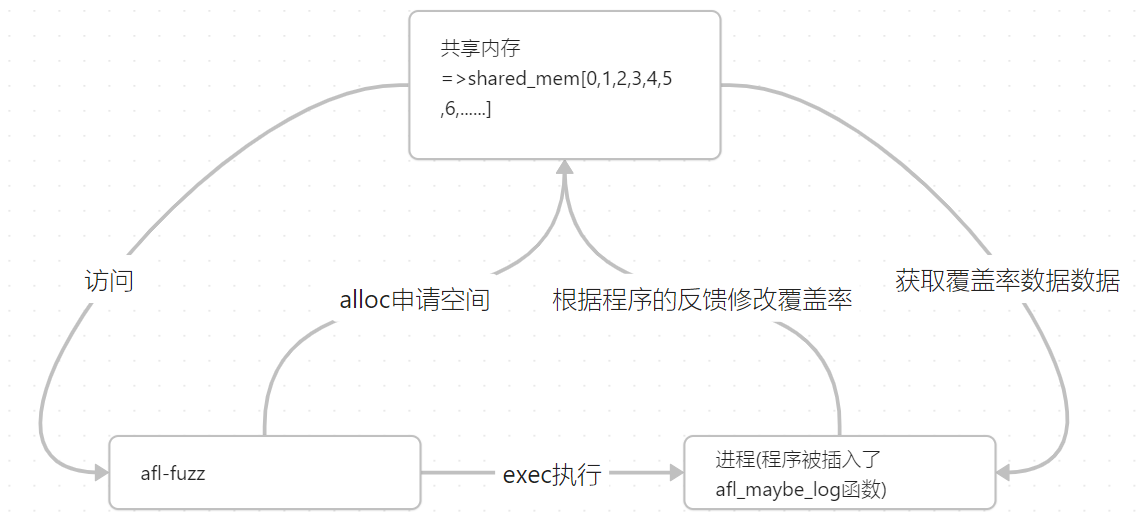 共享内存
=>shared_mem[0,1,2,3,4,5
,6,......]
访问
alloc申请空间
根据程序的反馈修改覆盖率
获取覆盖率数据数据
afl-fuzz
exec执行
进程(程序被插入了
afl_maybe_log函数)